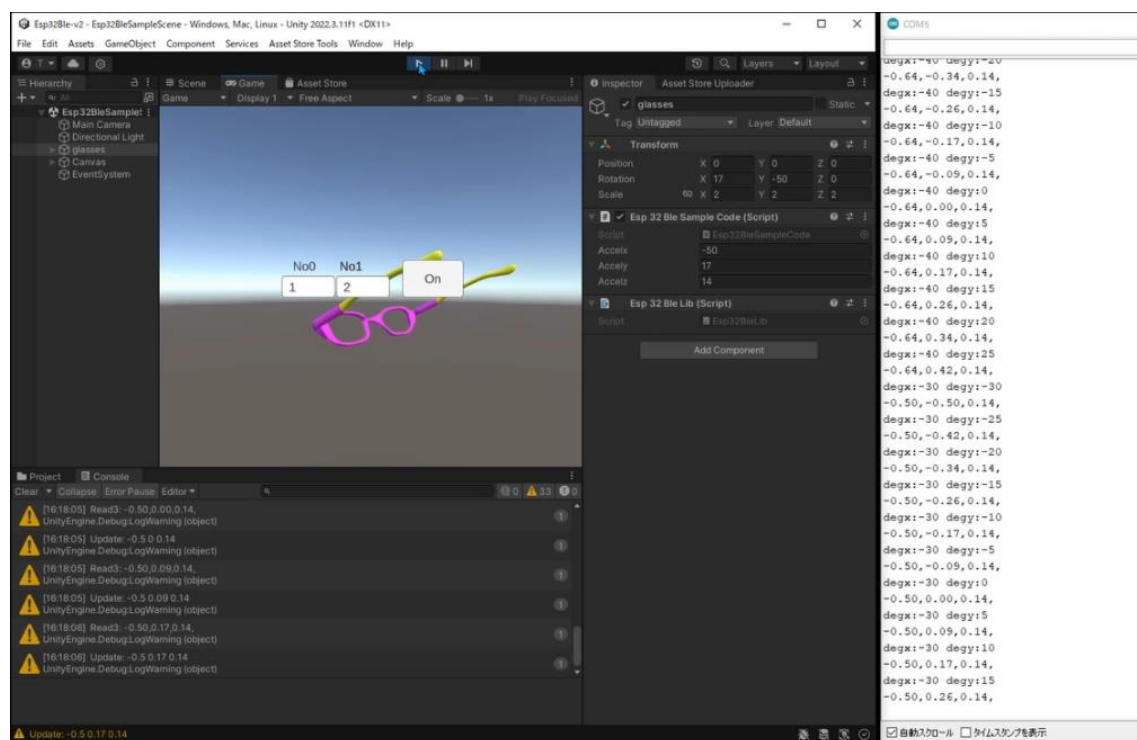 Esp32Ble-v2 - Esp32BleSampleScene - Windows, Mac, Linux - Unity 2022.3.11f1 <DX11>
File Edit Assets GameObject Component Services Asset Store Tools Window Help
T
Layers Layout
Hierarchy
All
Esp32BleSample
Main Camera
Directional Light
glasses
Canvas
EventSystem
Scene Game Asset Store
Game Display 1 Free Aspect Scale 1x Play Focused
No0 No1
1 2 On
Inspector Asset Store Uploader
glasses Static
Tag Untagged Layer Default
Transform
Position X 0 Y 0 Z 0
Rotation X 17 Y -50 Z 0
Scale X 2 Y 2 Z 2
Esp 32 Ble Sample Code (Script)
Script Esp32BleSampleCode
Accelx -50
Accely 17
Accelz 14
Esp 32 Ble Lib (Script)
Script Esp32BleLib
Add Component
Project Console
Clear Collapse Error Pause Editor 0 33 0
[16:18:05] Read3: -0.50,0.00,0.14,
UnityEngine.Debug:LogWarning (object)
1
[16:18:05] Update: -0.5 0 0.14
UnityEngine.Debug:LogWarning (object)
1
[16:18:05] Read3: -0.50,0.09,0.14,
UnityEngine.Debug:LogWarning (object)
1
[16:18:05] Update: -0.5 0.09 0.14
UnityEngine.Debug:LogWarning (object)
1
[16:18:06] Read3: -0.50,0.17,0.14,
UnityEngine.Debug:LogWarning (object)
1
[16:18:06] Update: -0.5 0.17 0.14
UnityEngine.Debug:LogWarning (object)
1
Update: -0.5 0.17 0.14
COM5
degx:-40 degy:-20
-0.64,-0.34,0.14,
degx:-40 degy:-15
-0.64,-0.26,0.14,
degx:-40 degy:-10
-0.64,-0.17,0.14,
degx:-40 degy:-5
-0.64,-0.09,0.14,
degx:-40 degy:0
-0.64,0.00,0.14,
degx:-40 degy:5
-0.64,0.09,0.14,
degx:-40 degy:10
-0.64,0.17,0.14,
degx:-40 degy:15
-0.64,0.26,0.14,
degx:-40 degy:20
-0.64,0.34,0.14,
degx:-40 degy:25
-0.64,0.42,0.14,
degx:-30 degy:-30
-0.50,-0.50,0.14,
degx:-30 degy:-25
-0.50,-0.42,0.14,
degx:-30 degy:-20
-0.50,-0.34,0.14,
degx:-30 degy:-15
-0.50,-0.26,0.14,
degx:-30 degy:-10
-0.50,-0.17,0.14,
degx:-30 degy:-5
-0.50,-0.09,0.14,
degx:-30 degy:0
-0.50,0.00,0.14,
degx:-30 degy:5
-0.50,0.09,0.14,
degx:-30 degy:10
-0.50,0.17,0.14,
degx:-30 degy:15
-0.50,0.26,0.14,
自動スクロール タイムスタンプを表示